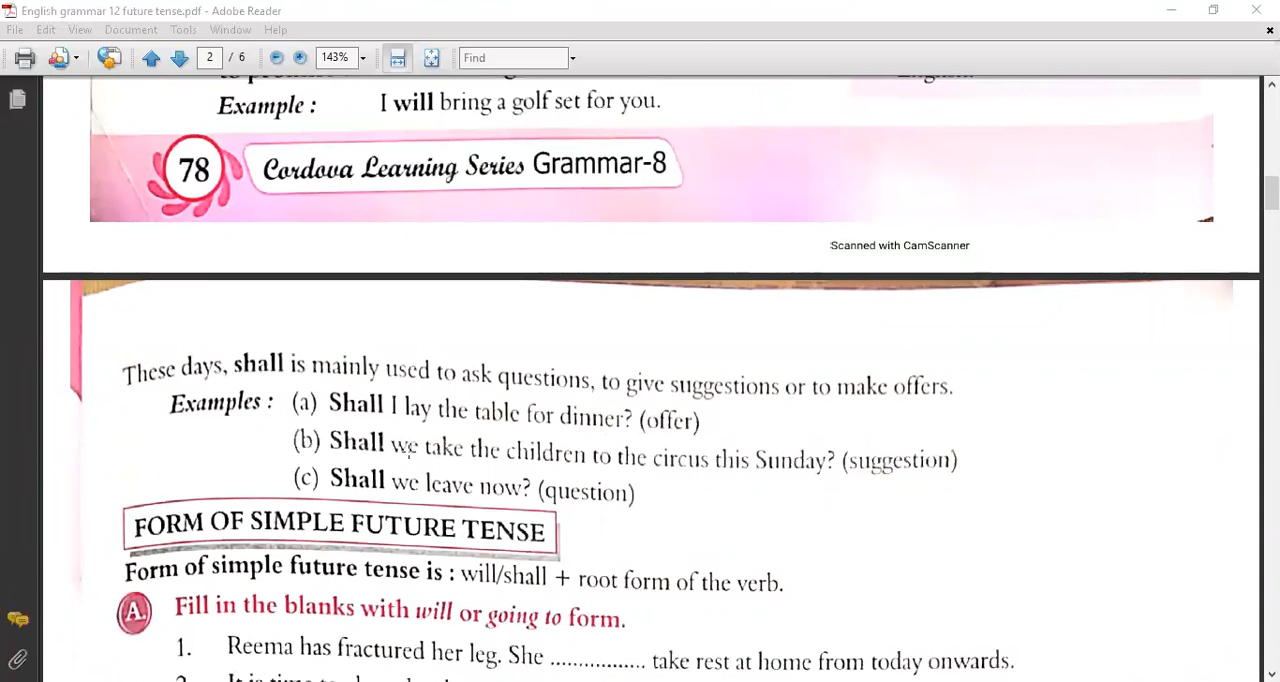 English grammar 12 future tense.pdf - Adobe Reader
File Edit View Document Tools Window Help
2 / 6 143% Find
Example : I will bring a golf set for you.
English.
78 Cordova Learning Series Grammar-8
Scanned with CamScanner
These days, shall is mainly used to ask questions, to give suggestions or to make offers.
Examples : (a) Shall I lay the table for dinner? (offer)
(b) Shall we take the children to the circus this Sunday? (suggestion)
(c) Shall we leave now? (question)
FORM OF SIMPLE FUTURE TENSE
Form of simple future tense is : will/shall + root form of the verb.
A. Fill in the blanks with will or going to form.
1. Reema has fractured her leg. She ................ take rest at home from today onwards.
2. It is time to